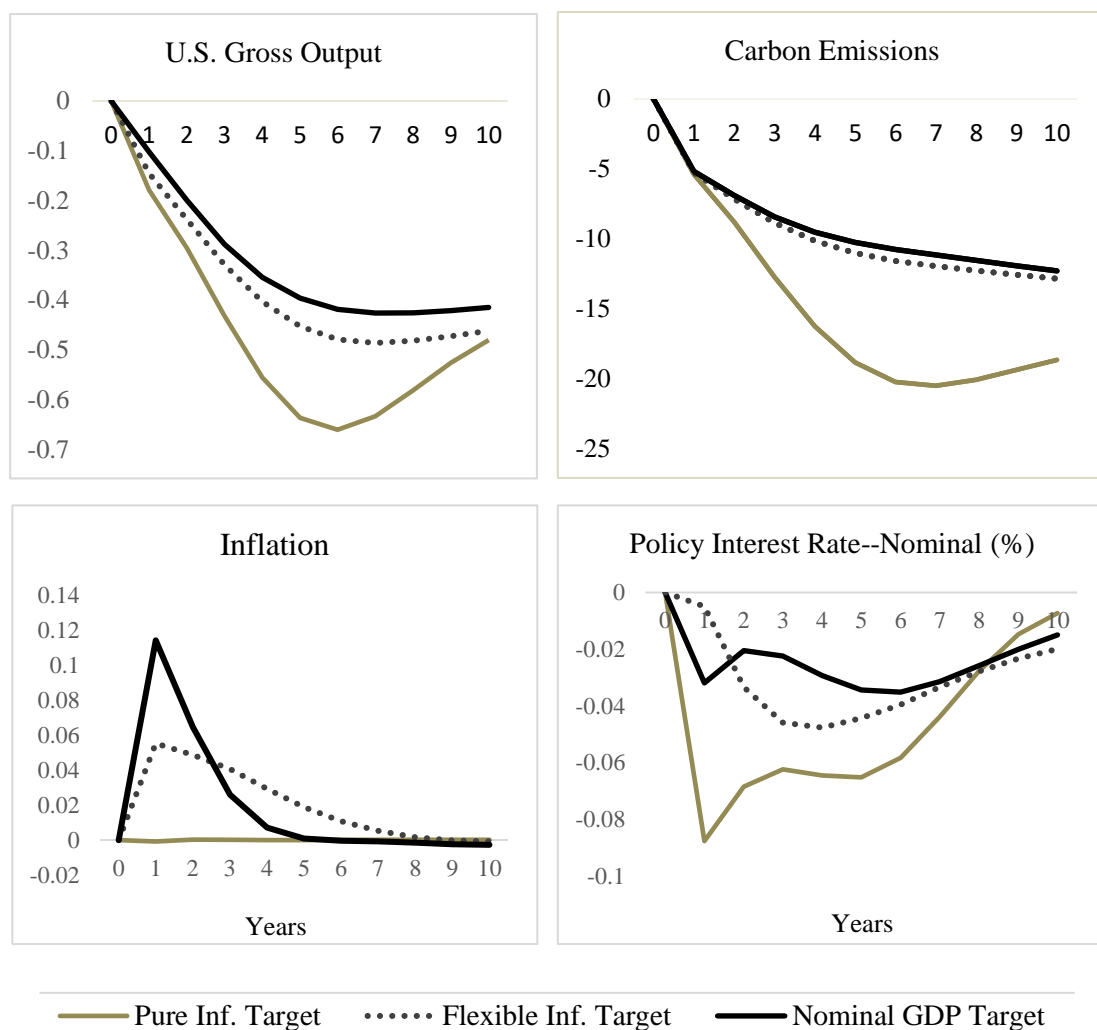 U.S. Gross Output
0
-0.1
-0.2
-0.3
-0.4
-0.5
-0.6
-0.7
0 1 2 3 4 5 6 7 8 9 10
Carbon Emissions
0
-5
-10
-15
-20
-25
0 1 2 3 4 5 6 7 8 9 10
Inflation
0.14
0.12
0.1
0.08
0.06
0.04
0.02
0
-0.02
0 1 2 3 4 5 6 7 8 9 10
Years
Policy Interest Rate--Nominal (%)
0
-0.02
-0.04
-0.06
-0.08
-0.1
0 1 2 3 4 5 6 7 8 9 10
Years
Pure Inf. Target Flexible Inf. Target Nominal GDP Target